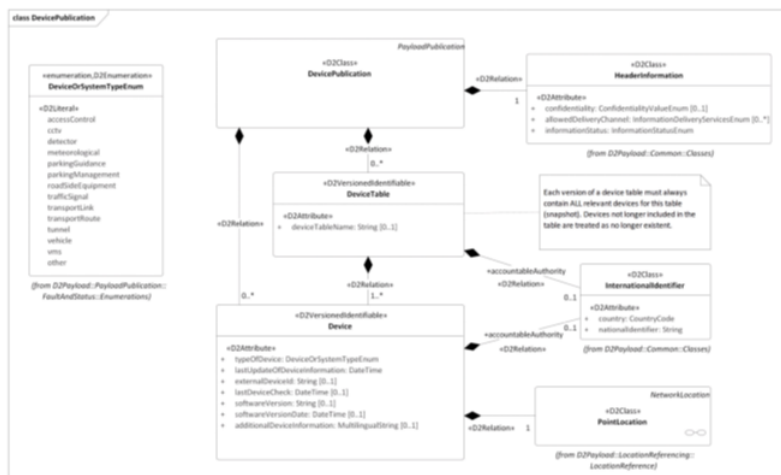 class DevicePublication
«enumeration,D2Enumeration»
DeviceOrSystemTypeEnum
«D2Literal»
accessControl
cctv
detector
meteorological
parkingGuidance
parkingManagement
roadSideEquipment
trafficSignal
transportLink
transportRoute
tunnel
vehicle
vms
other
(from D2Payload::PayloadPublication::
FaultAndStatus::Enumerations)
PayloadPublication
«D2Class»
DevicePublication
«D2Relation»
1
«D2Class»
HeaderInformation
«D2Attribute»
+ confidentiality: ConfidentialityValueEnum [0..1]
+ allowedDeliveryChannel: InformationDeliveryServicesEnum [0..*]
+ informationStatus: InformationStatusEnum
(from D2Payload::Common::Classes)
«D2Relation»
0..*
«D2VersionedIdentifiable»
DeviceTable
«D2Attribute»
+ deviceTableName: String [0..1]
Each version of a device table must always
contain ALL relevant devices for this table
(snapshot). Devices not longer included in the
table are treated as no longer existent.
«D2Relation»
0..*
«D2Relation»
1..*
+accountableAuthority
«D2Relation»
0..1
«D2Class»
InternationalIdentifier
«D2Attribute»
+ country: CountryCode
+ nationalIdentifier: String
(from D2Payload::Common::Classes)
+accountableAuthority
0..1
«D2Relation»
«D2VersionedIdentifiable»
Device
«D2Attribute»
+ typeOfDevice: DeviceOrSystemTypeEnum
+ lastUpdateOfDeviceInformation: DateTime
+ externalDeviceId: String [0..1]
+ lastDeviceCheck: DateTime [0..1]
+ softwareVersion: String [0..1]
+ softwareVersionDate: DateTime [0..1]
+ additionalDeviceInformation: MultilingualString [0..1]
«D2Relation»
1
NetworkLocation
«D2Class»
PointLocation
(from D2Payload::LocationReferencing::
LocationReference)